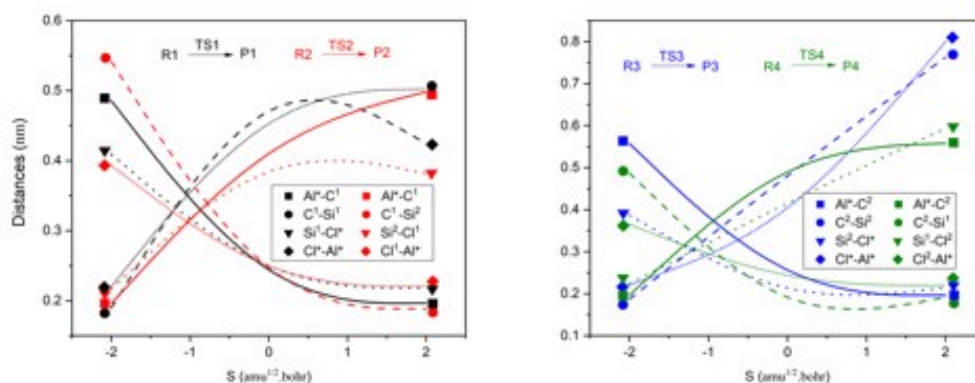 0.6
0.5
0.4
0.3
0.2
Distances (nm)
R1 TS1 P1
R2 TS2 P2
Al*-C¹ Al*-C¹
C¹-Si¹ C¹-Si²
Si¹-Cl* Si²-Cl¹
Cl*-Al* Cl¹-Al*
-2 -1 0 1 2
S (amu¹/².bohr)
0.8
0.7
0.6
0.5
0.4
0.3
0.2
0.1
R3 TS3 P3
R4 TS4 P4
Al*-C² Al*-C²
C²-Si² C²-Si¹
Si²-Cl* Si¹-Cl²
Cl*-Al* Cl²-Al*
-2 -1 0 1 2
S (amu¹/².bohr)